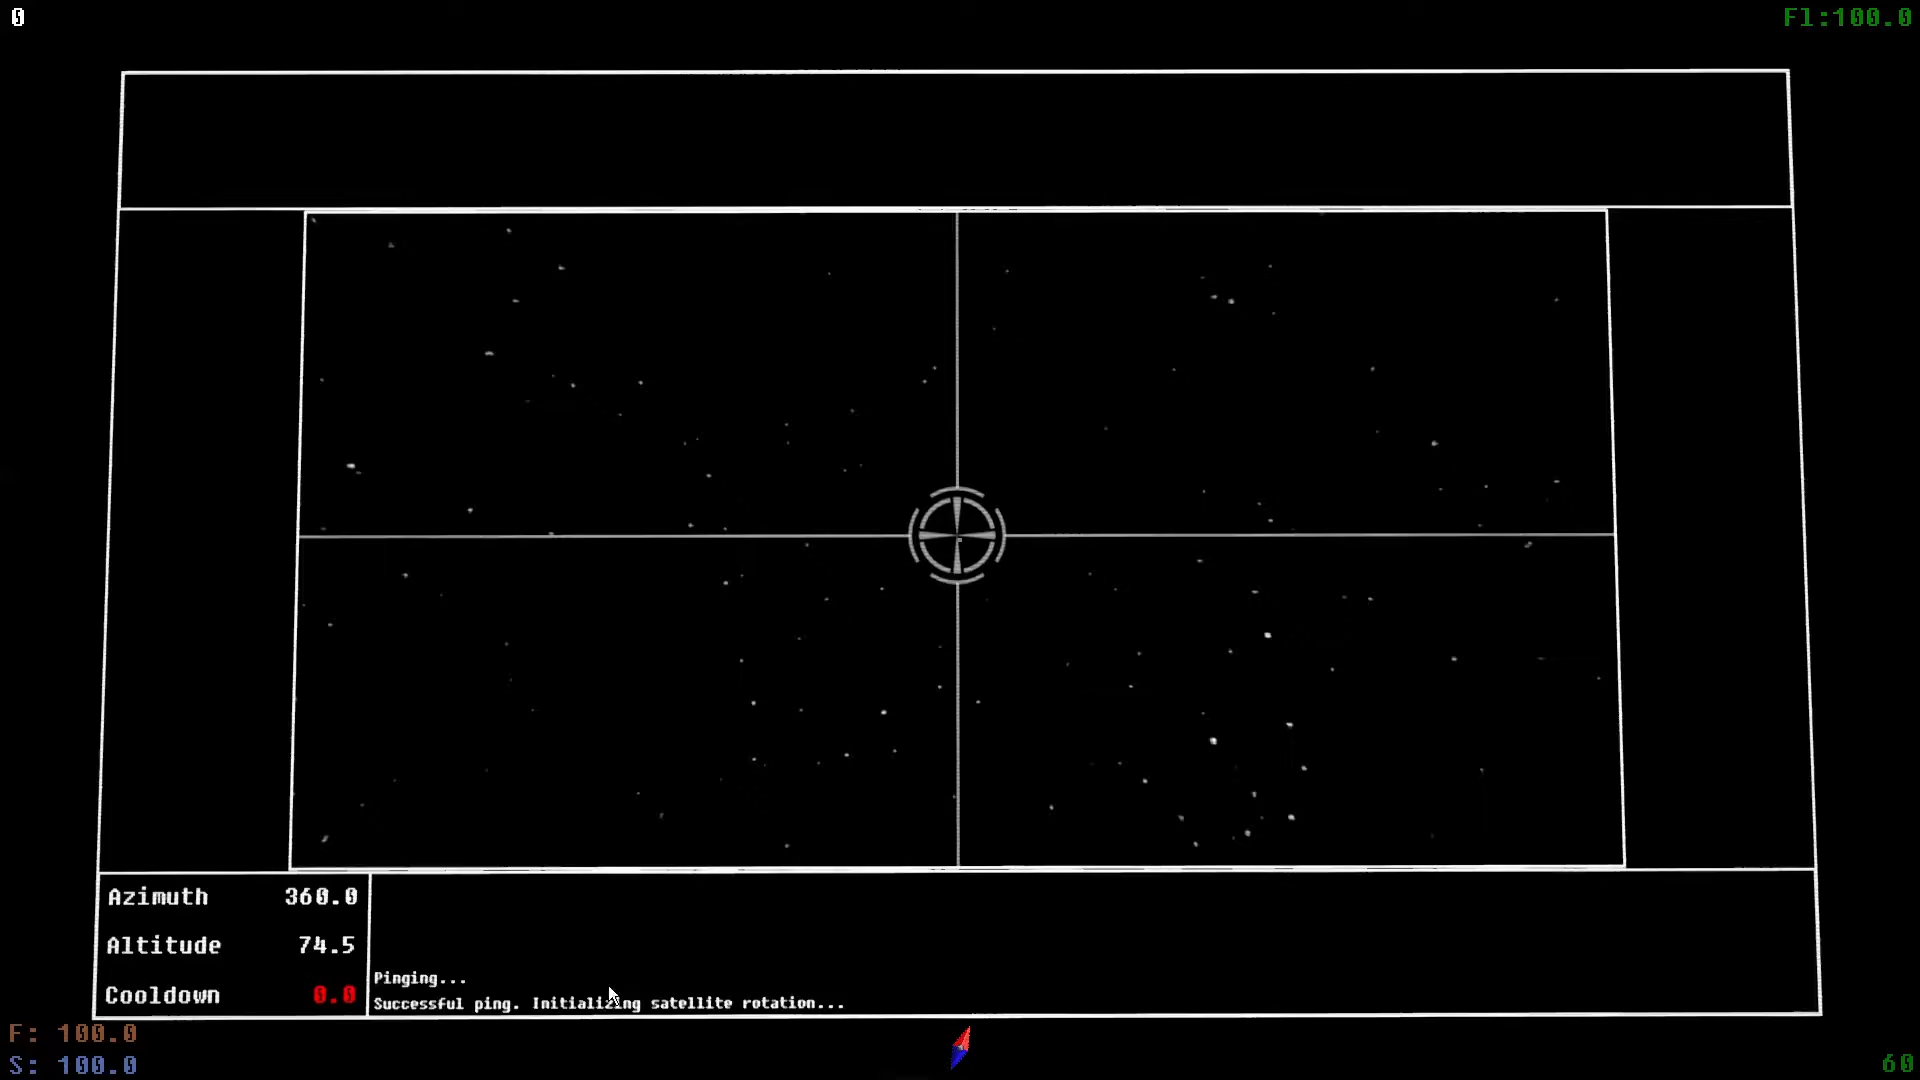 0
Fl:100.0
Azimuth 360.0
Altitude 74.5
Cooldown 0.0
Pinging...
Successful ping. Initializing satellite rotation...
F: 100.0
S: 100.0
60